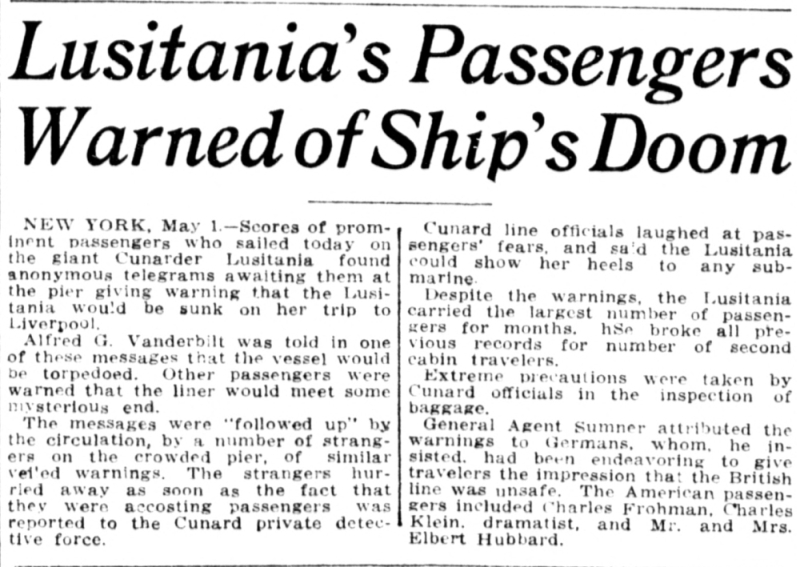 Lusitania's Passengers
Warned of Ship's Doom
NEW YORK, May 1.—Scores of prom-
inent passengers who sailed today on
the giant Cunarder Lusitania found
anonymous telegrams awaiting them at
the pier giving warning that the Lusi-
tania would be sunk on her trip to
Liverpool.
Alfred G. Vanderbilt was told in one
of these messages that the vessel would
be torpedoed. Other passengers were
warned that the liner would meet some
mysterious end.
The messages were "followed up" by
the circulation, by a number of strang-
ers on the crowded pier, of similar
veiled warnings. The strangers hur-
ried away as soon as the fact that
they were accosting passengers was
reported to the Cunard private detec-
tive force.
Cunard line officials laughed at pas-
sengers' fears, and said the Lusitania
could show her heels to any sub-
marine.
Despite the warnings, the Lusitania
carried the largest number of passen-
gers for months. hSe broke all pre-
vious records for number of second
cabin travelers.
Extreme precautions were taken by
Cunard officials in the inspection of
baggage.
General Agent Sumner attributed the
warnings to Germans, whom, he in-
sisted, had been endeavoring to give
travelers the impression that the British
line was unsafe. The American passen-
gers included Charles Frohman, Charles
Klein, dramatist, and Mr. and Mrs.
Elbert Hubbard.